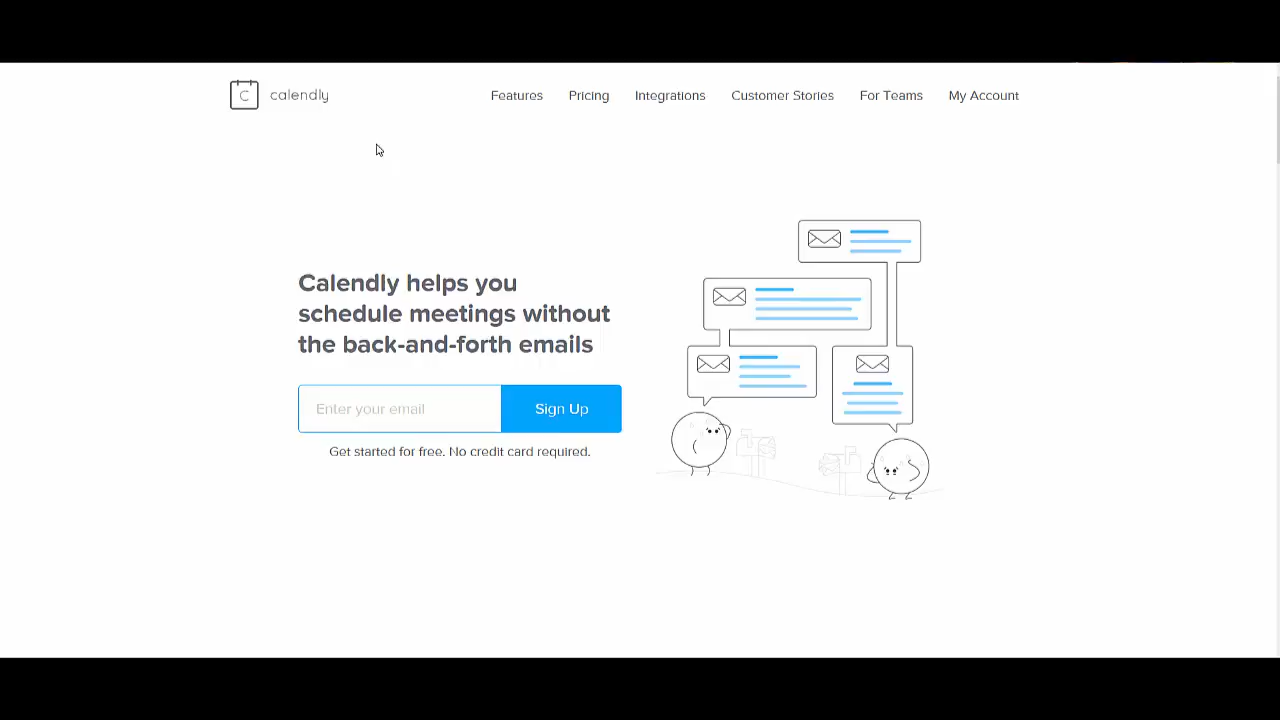 C calendly
Features Pricing Integrations Customer Stories For Teams My Account
Calendly helps you
schedule meetings without
the back-and-forth emails
Enter your email Sign Up
Get started for free. No credit card required.